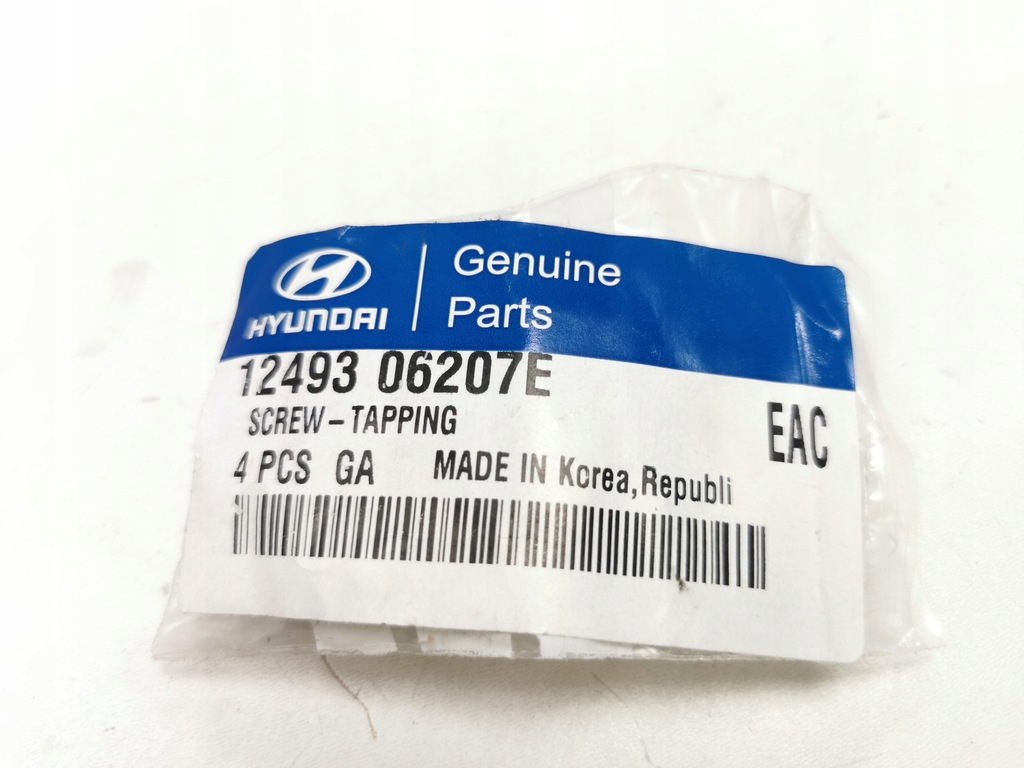 HYUNDAI
Genuine
Parts
12493 06207E
SCREW-TAPPING
EAC
4 PCS GA MADE IN Korea,Republi